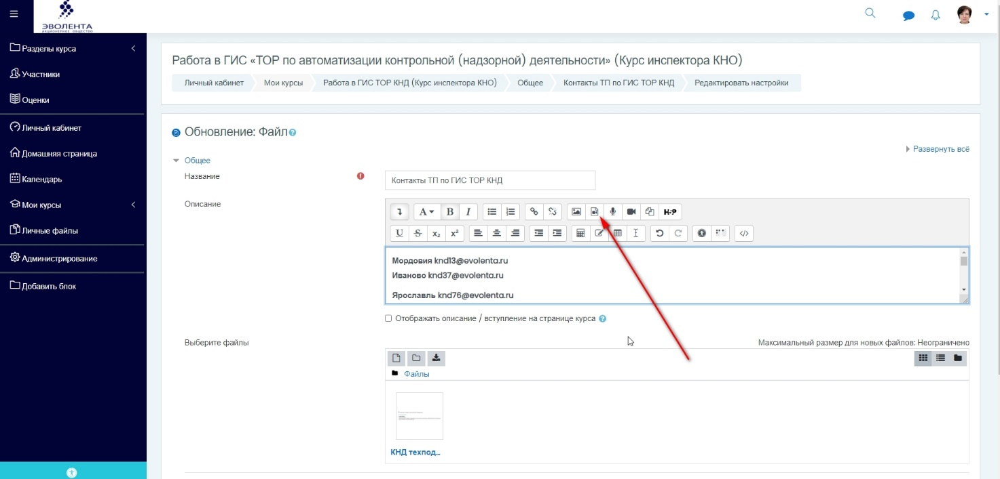 ЭВОЛЕНТА
АКЦИОНЕРНОЕ ОБЩЕСТВО
Разделы курса
Участники
Оценки
Личный кабинет
Домашняя страница
Календарь
Мои курсы
Личные файлы
Администрирование
Добавить блок
Работа в ГИС «ТОР по автоматизации контрольной (надзорной) деятельности» (Курс инспектора КНО)
Личный кабинет Мои курсы Работа в ГИС ТОР КНД (Курс инспектора КНО) Общее Контакты ТП по ГИС ТОР КНД Редактировать настройки
Обновление: Файл
Развернуть всё
Общее
Название
Контакты ТП по ГИС ТОР КНД
Описание
A B I H-P
U S x₂ x²
Мордовия knd13@evolenta.ru
Иваново knd37@evolenta.ru
Ярославль knd76@evolenta.ru
Отображать описание / вступление на странице курса
Выберите файлы
Максимальный размер для новых файлов: Неограничено
Файлы
КНД техпод...